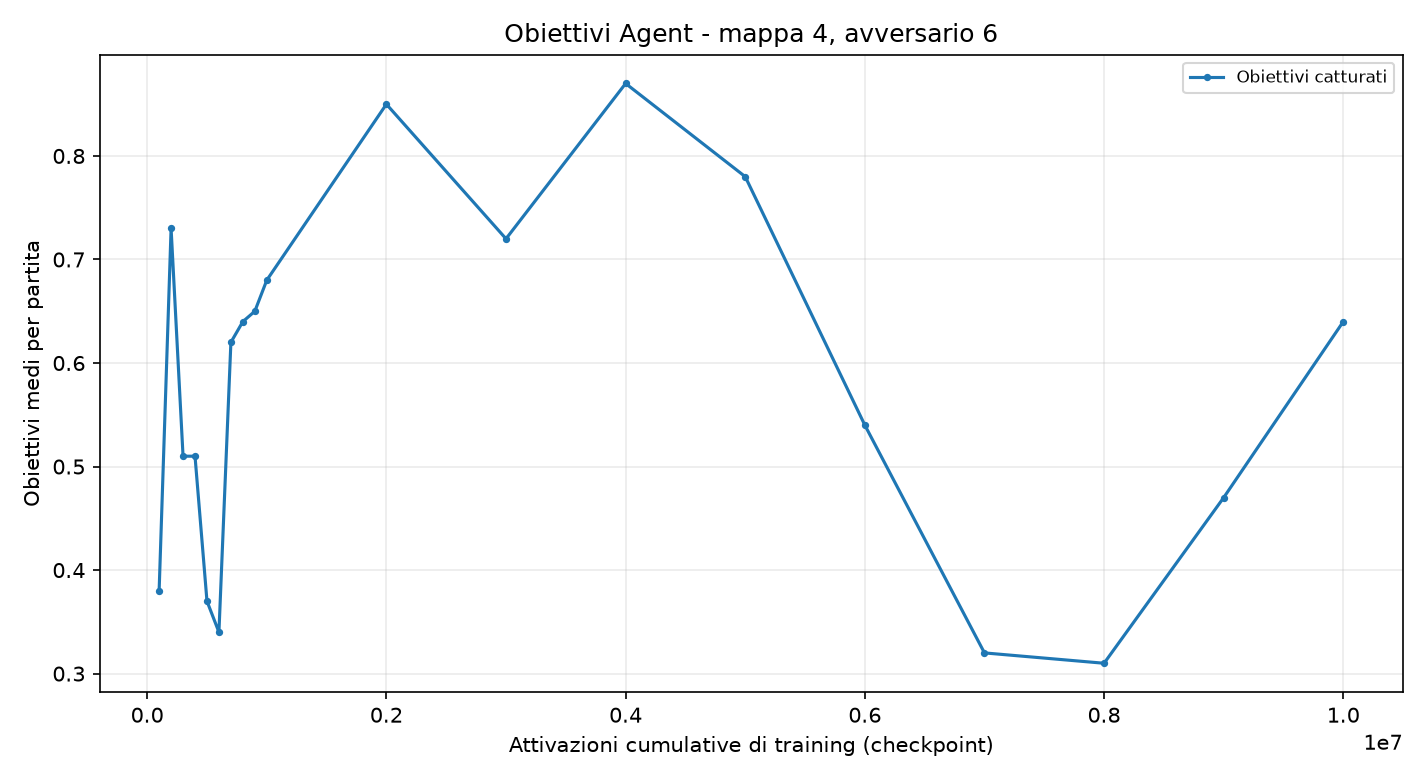 Obiettivi Agent - mappa 4, avversario 6
Obiettivi catturati
Obiettivi medi per partita
0.8
0.7
0.6
0.5
0.4
0.3
0.0 0.2 0.4 0.6 0.8 1.0
1e7
Attivazioni cumulative di training (checkpoint)